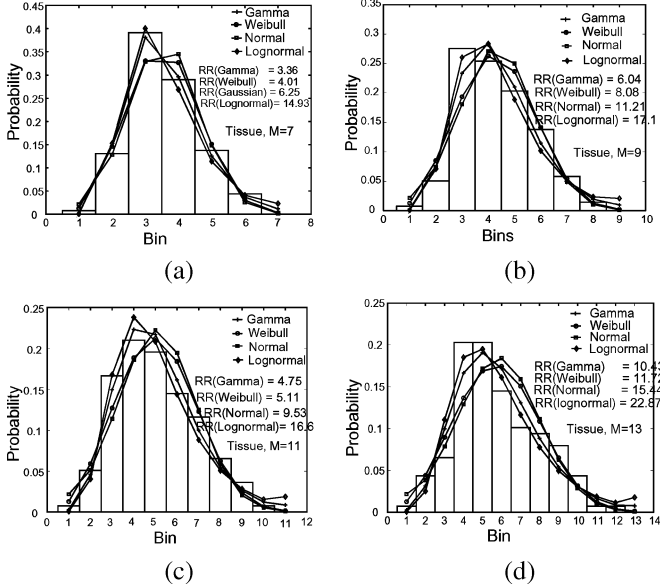 0.45
0.4
0.35
0.3
0.25
0.2
0.15
0.1
0.05
0
Probability
Gamma
Weibull
Normal
Lognormal
RR(Gamma) = 3.36
RR(Weibull) = 4.01
RR(Gaussian) = 6.25
RR(Lognormal)= 14.93
Tissue, M=7
0 1 2 3 4 5 6 7 8
Bin
(a)
0.35
0.3
0.25
0.2
0.15
0.1
0.05
0
Probability
Gamma
Weibull
Normal
Lognormal
RR(Gamma) = 6.04
RR(Weibull) = 8.08
RR(Normal) = 11.21
RR(Lognormal) = 17.1
Tissue, M=9
0 1 2 3 4 5 6 7 8 9 10
Bins
(b)
0.25
0.2
0.15
0.1
0.05
0
Probability
Gamma
Weibull
Normal
Lognormal
RR(Gamma) = 4.75
RR(Weibull) = 5.11
RR(Normal) = 9.53
RR(Lognormal) = 16.6
Tissue, M=11
0 1 2 3 4 5 6 7 8 9 10 11 12
Bin
(c)
0.25
0.2
0.15
0.1
0.05
0
Probability
Gamma
Weibull
Normal
Lognormal
RR(Gamma) = 10.43
RR(Weibull) = 11.72
RR(Normal) = 15.44
RR(lognormal) = 22.87
Tissue, M=13
0 1 2 3 4 5 6 7 8 9 10 11 12 13 14
Bin
(d)